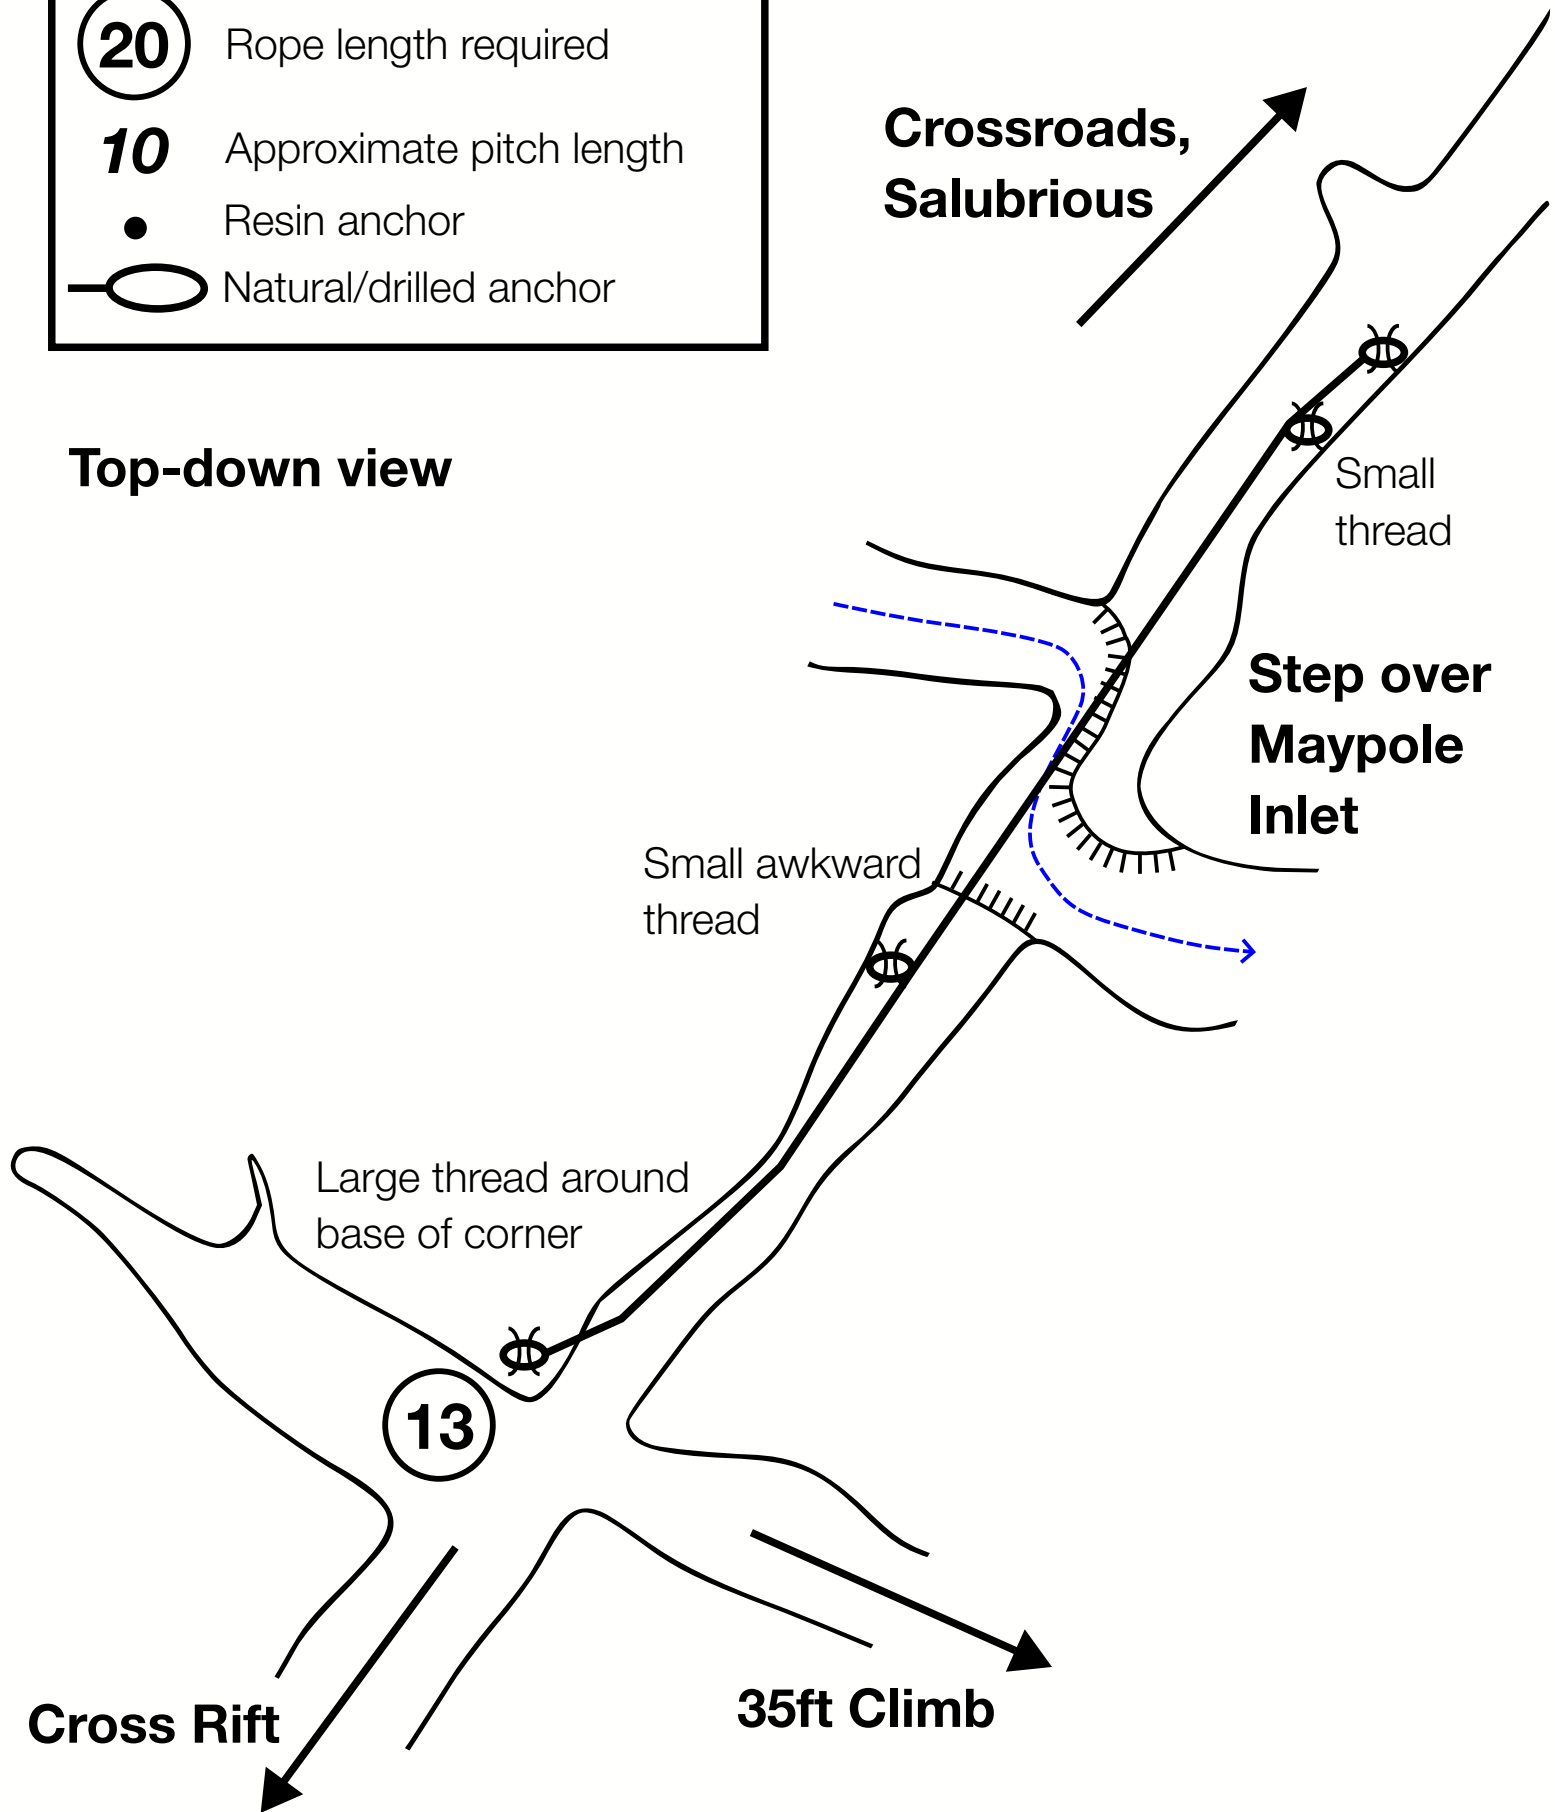 20 Rope length required
10 Approximate pitch length
Resin anchor
Natural/drilled anchor
Crossroads,
Salubrious
Top-down view
Small
thread
Step over
Maypole
Inlet
Small awkward
thread
Large thread around
base of corner
13
35ft Climb
Cross Rift